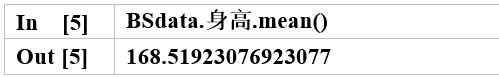 In [5] BSdata.身高.mean()
Out [5] 168.51923076923077